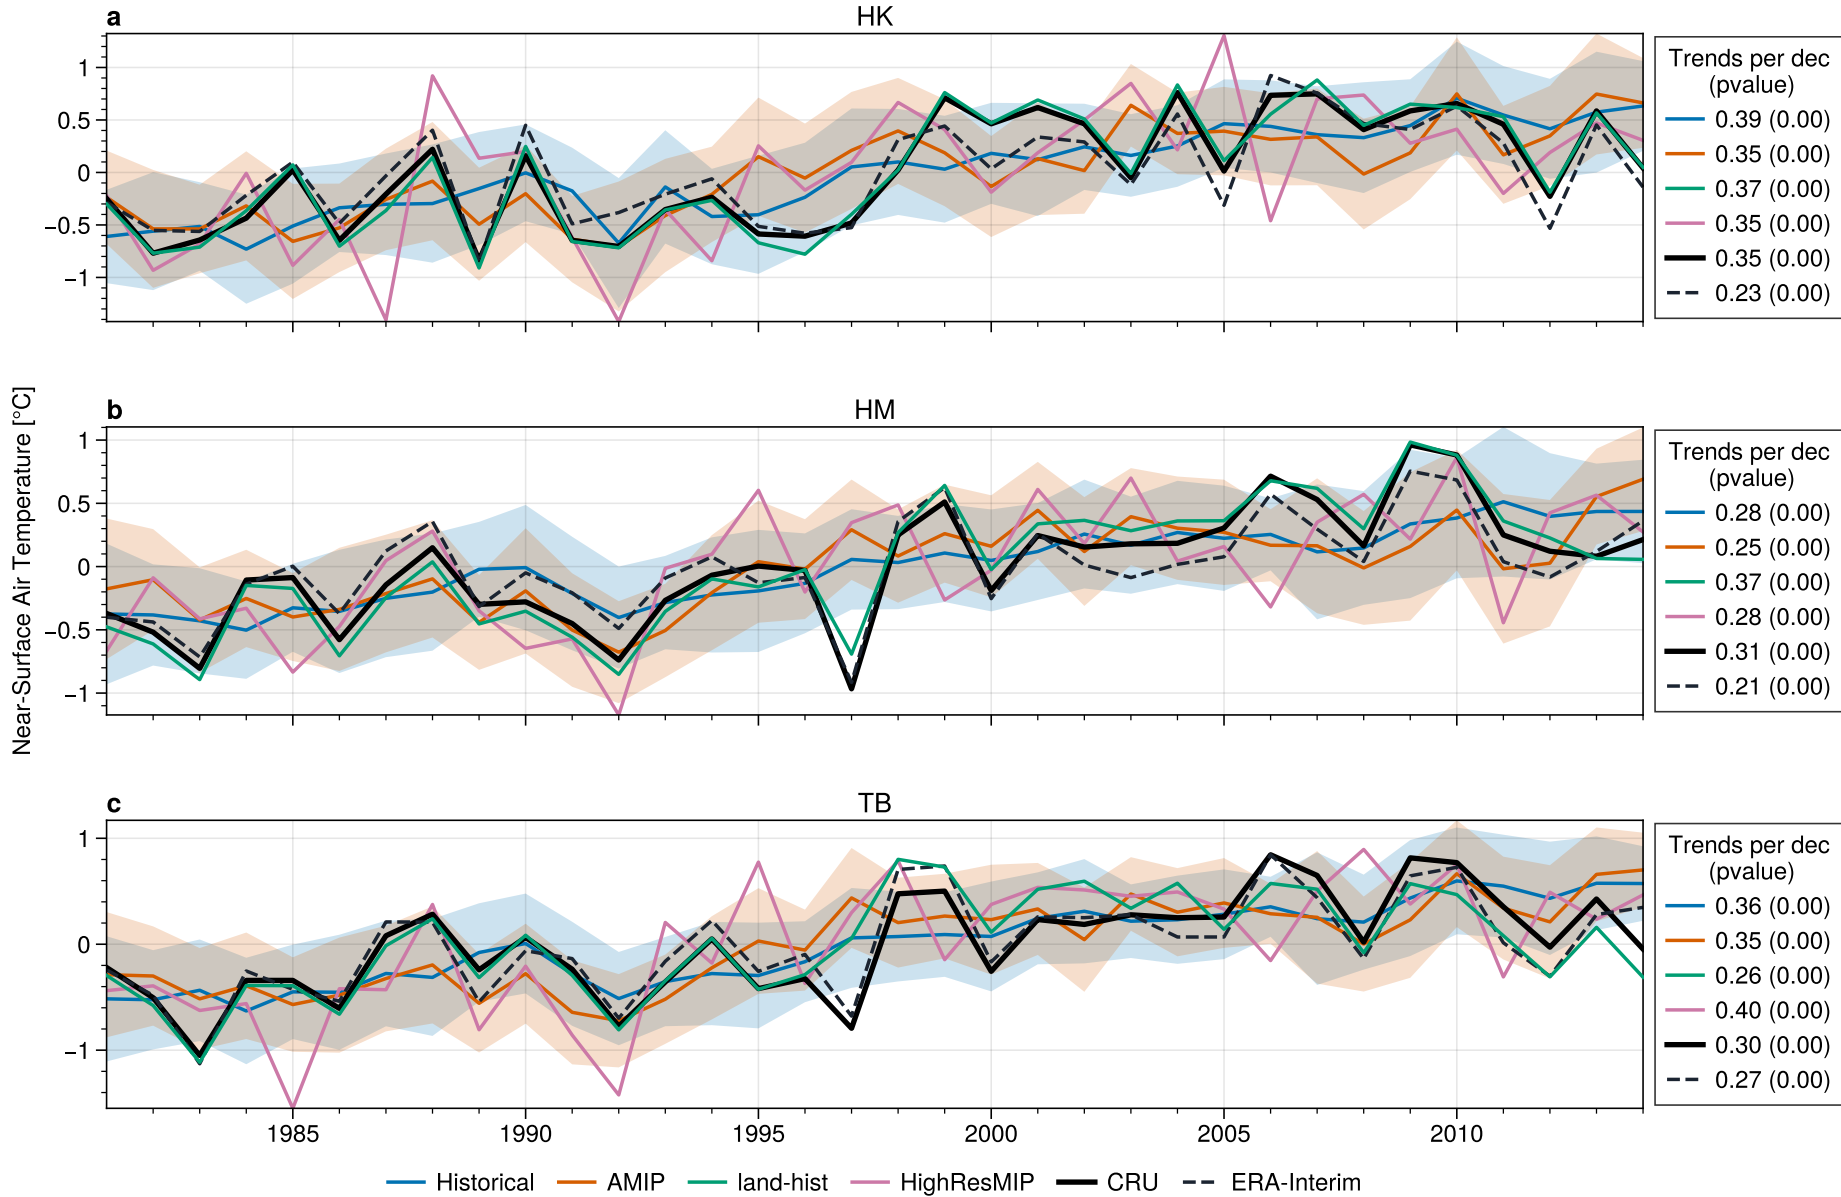 a
HK
1
0.5
0
−0.5
−1
Trends per dec
(pvalue)
0.39 (0.00)
0.35 (0.00)
0.37 (0.00)
0.35 (0.00)
0.35 (0.00)
0.23 (0.00)
Near-Surface Air Temperature [°C]
b
HM
1
0.5
0
−0.5
−1
Trends per dec
(pvalue)
0.28 (0.00)
0.25 (0.00)
0.37 (0.00)
0.28 (0.00)
0.31 (0.00)
0.21 (0.00)
c
TB
1
0
−1
Trends per dec
(pvalue)
0.36 (0.00)
0.35 (0.00)
0.26 (0.00)
0.40 (0.00)
0.30 (0.00)
0.27 (0.00)
1985 1990 1995 2000 2005 2010
Historical AMIP land-hist HighResMIP CRU ERA-Interim